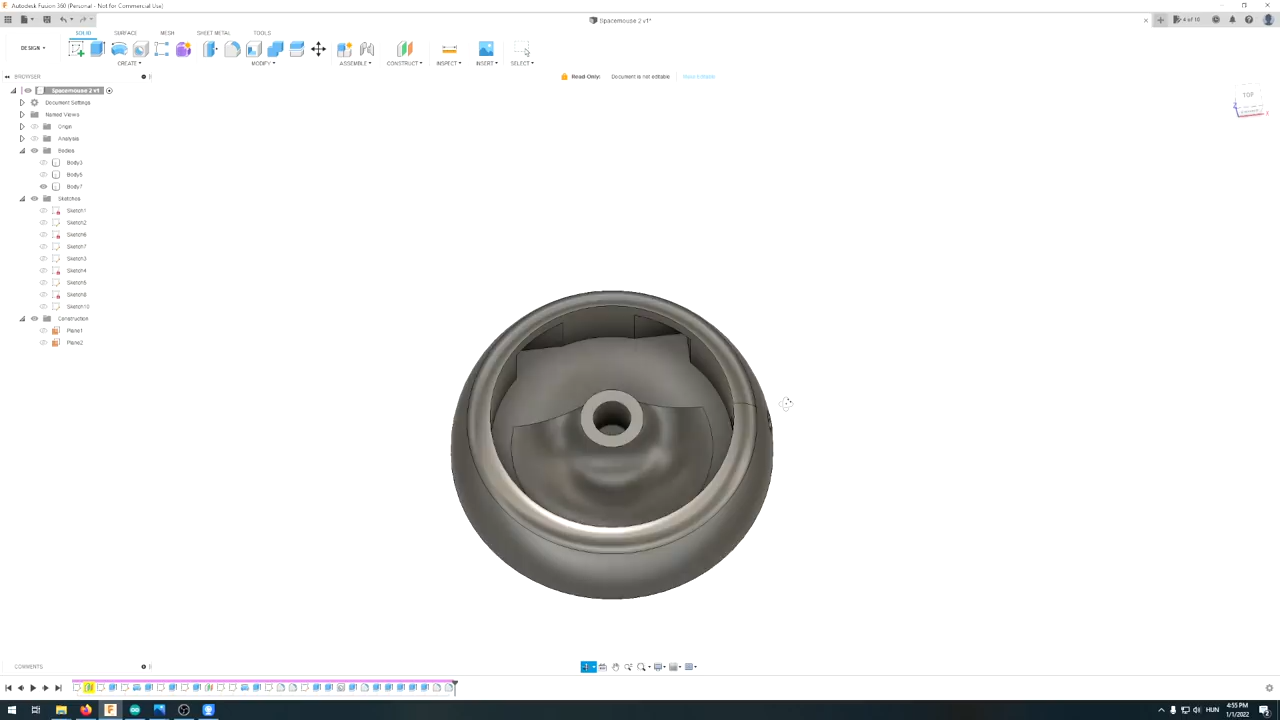 Autodesk Fusion 360 (Personal - Not for Commercial Use)
Spacemouse 2 v1*
4 of 10
DESIGN
SOLID SURFACE MESH SHEET METAL TOOLS
CREATE MODIFY ASSEMBLE CONSTRUCT INSPECT INSERT SELECT
BROWSER
Read Only: Document is not editable
TOP
X
Spacemouse 2 v1
Document Settings
Named Views
Origin
Analysis
Bodies
Body3
Body5
Body7
Sketches
Sketch1
Sketch2
Sketch6
Sketch7
Sketch3
Sketch4
Sketch5
Sketch8
Sketch10
Construction
Plane1
Plane2
COMMENTS
HUN
4:55 PM
1/1/2022